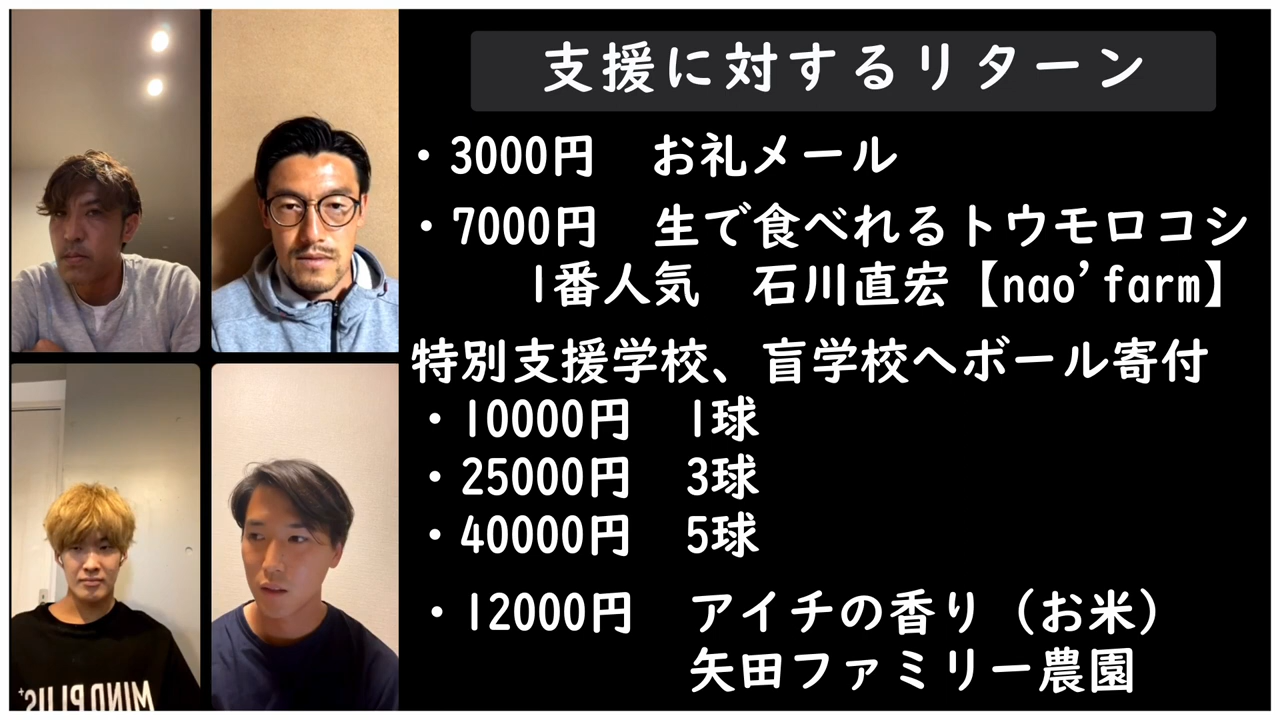 支援に対するリターン
・3000円 お礼メール
・7000円 生で食べれるトウモロコシ
1番人気 石川直宏【nao'farm】
特別支援学校、盲学校へボール寄付
・10000円 1球
・25000円 3球
・40000円 5球
・12000円 アイチの香り（お米）
矢田ファミリー農園
MIND PLUS+